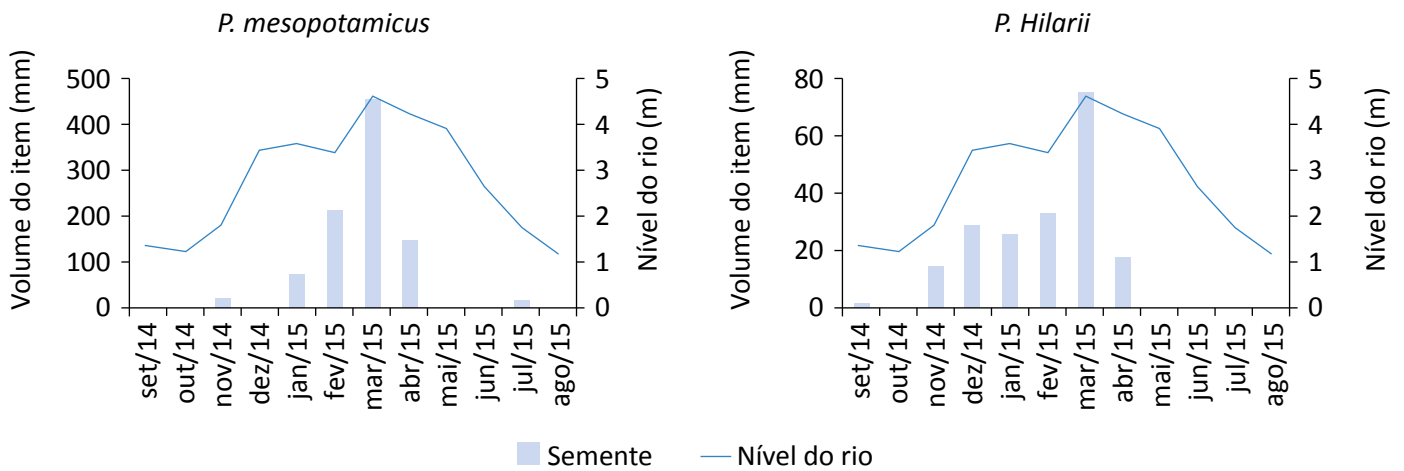 P. mesopotamicus
Volume do item (mm)
500
400
300
200
100
0
5
4
3
2
1
0
Nível do rio (m)
set/14
out/14
nov/14
dez/14
jan/15
fev/15
mar/15
abr/15
mai/15
jun/15
jul/15
ago/15
P. Hilarii
Volume do item (mm)
80
60
40
20
0
5
4
3
2
1
0
Nível do rio (m)
set/14
out/14
nov/14
dez/14
jan/15
fev/15
mar/15
abr/15
mai/15
jun/15
jul/15
ago/15
Semente
Nível do rio